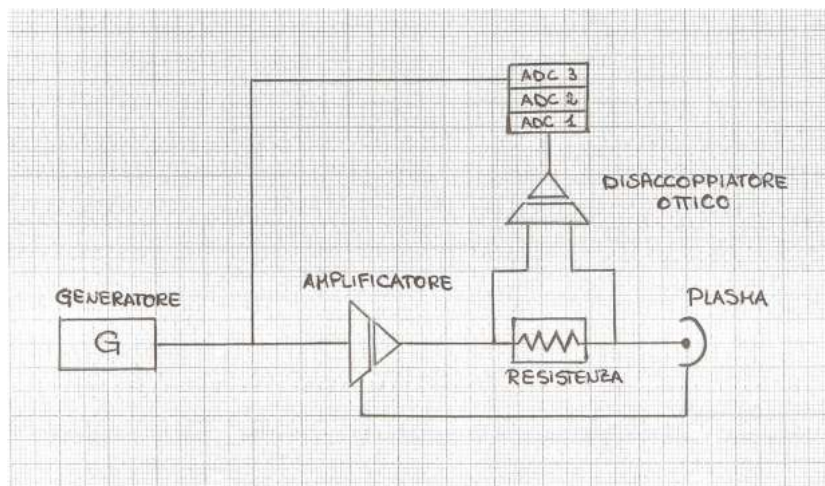 ADC 3
ADC 2
ADC 1
DISACCOPPIATORE
OTTICO
AMPLIFICATORE
GENERATORE
PLASMA
G
RESISTENZA